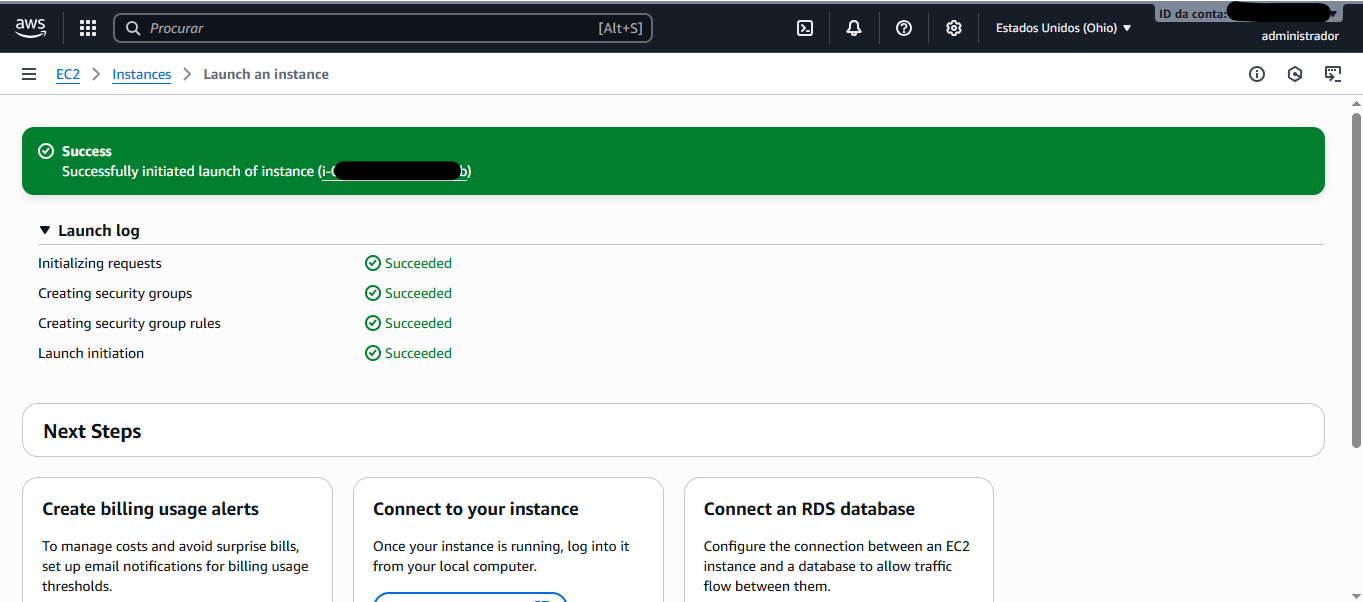 aws
Procurar [Alt+S]
Estados Unidos (Ohio)
ID da conta:
administrador
EC2 Instances Launch an instance
Success
Successfully initiated launch of instance (i-0 b)
Launch log
Initializing requests Succeeded
Creating security groups Succeeded
Creating security group rules Succeeded
Launch initiation Succeeded
Next Steps
Create billing usage alerts
To manage costs and avoid surprise bills,
set up email notifications for billing usage
thresholds.
Connect to your instance
Once your instance is running, log into it
from your local computer.
Connect an RDS database
Configure the connection between an EC2
instance and a database to allow traffic
flow between them.